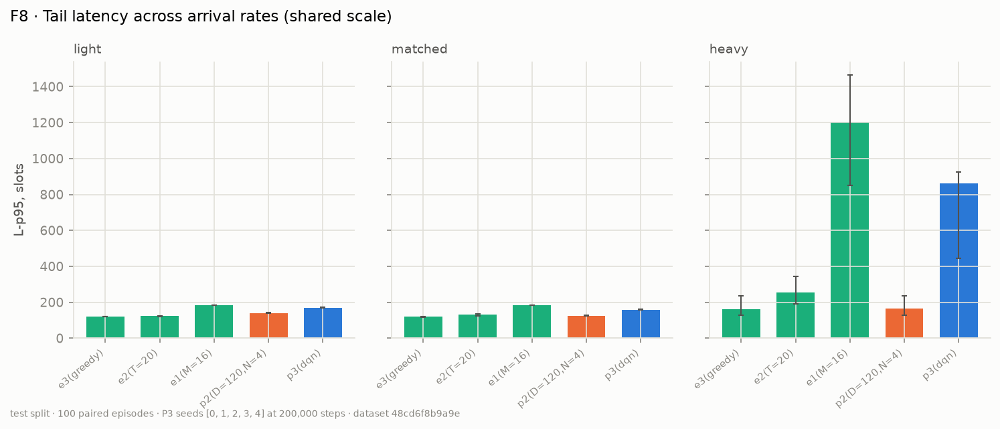 F8 · Tail latency across arrival rates (shared scale)
light
matched
heavy
L-p95, slots
1400
1200
1000
800
600
400
200
0
e3(greedy)
e2(T=20)
e1(M=16)
p2(D=120,N=4)
p3(dqn)
e3(greedy)
e2(T=20)
e1(M=16)
p2(D=120,N=4)
p3(dqn)
e3(greedy)
e2(T=20)
e1(M=16)
p2(D=120,N=4)
p3(dqn)
test split · 100 paired episodes · P3 seeds [0, 1, 2, 3, 4] at 200,000 steps · dataset 48cd6f8b9a9e